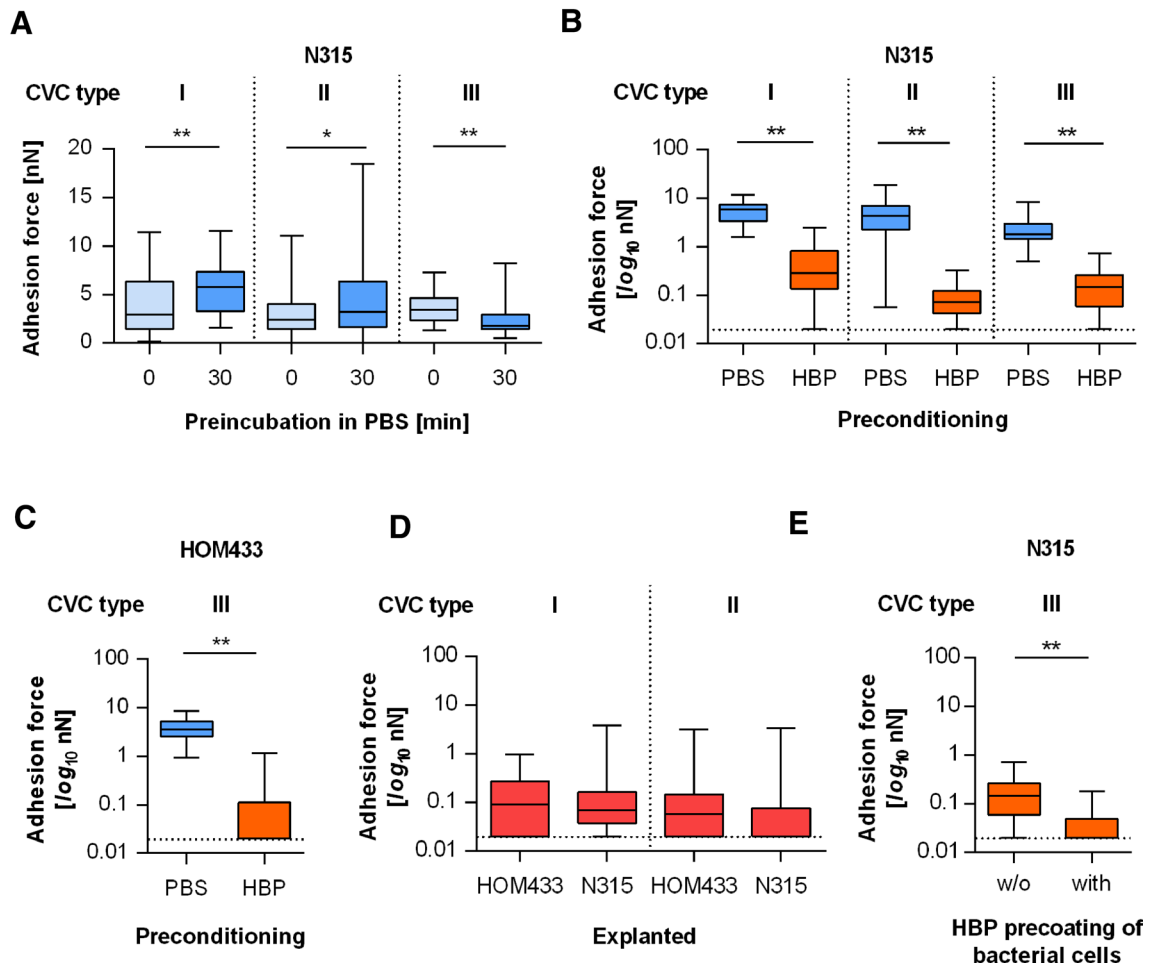 A
N315
CVC type I II III
** * **
Adhesion force [nN]
20
15
10
5
0
0 30 0 30 0 30
Preincubation in PBS [min]
B
N315
CVC type I II III
** ** **
Adhesion force
[log10 nN]
100
10
1
0.1
0.01
PBS HBP PBS HBP PBS HBP
Preconditioning
C
HOM433
CVC type III
**
Adhesion force
[log10 nN]
100
10
1
0.1
0.01
PBS HBP
Preconditioning
D
CVC type I II
Adhesion force
[log10 nN]
100
10
1
0.1
0.01
HOM433 N315 HOM433 N315
Explanted
E
N315
CVC type III
**
Adhesion force
[log10 nN]
100
10
1
0.1
0.01
w/o with
HBP precoating of
bacterial cells